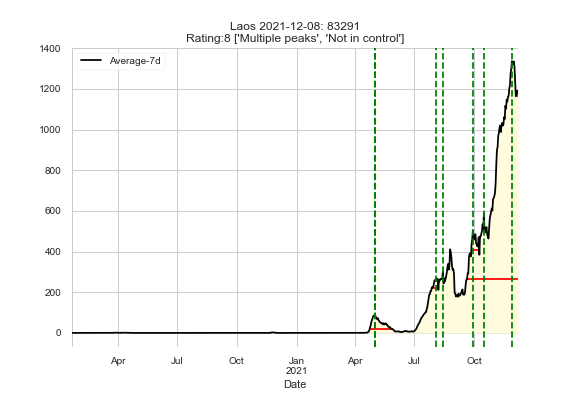 Laos 2021-12-08: 83291
Rating:8 ['Multiple peaks', 'Not in control']
Average-7d
1400
1200
1000
800
600
400
200
0
Apr
Jul
Oct
Jan
2021
Apr
Jul
Oct
Date